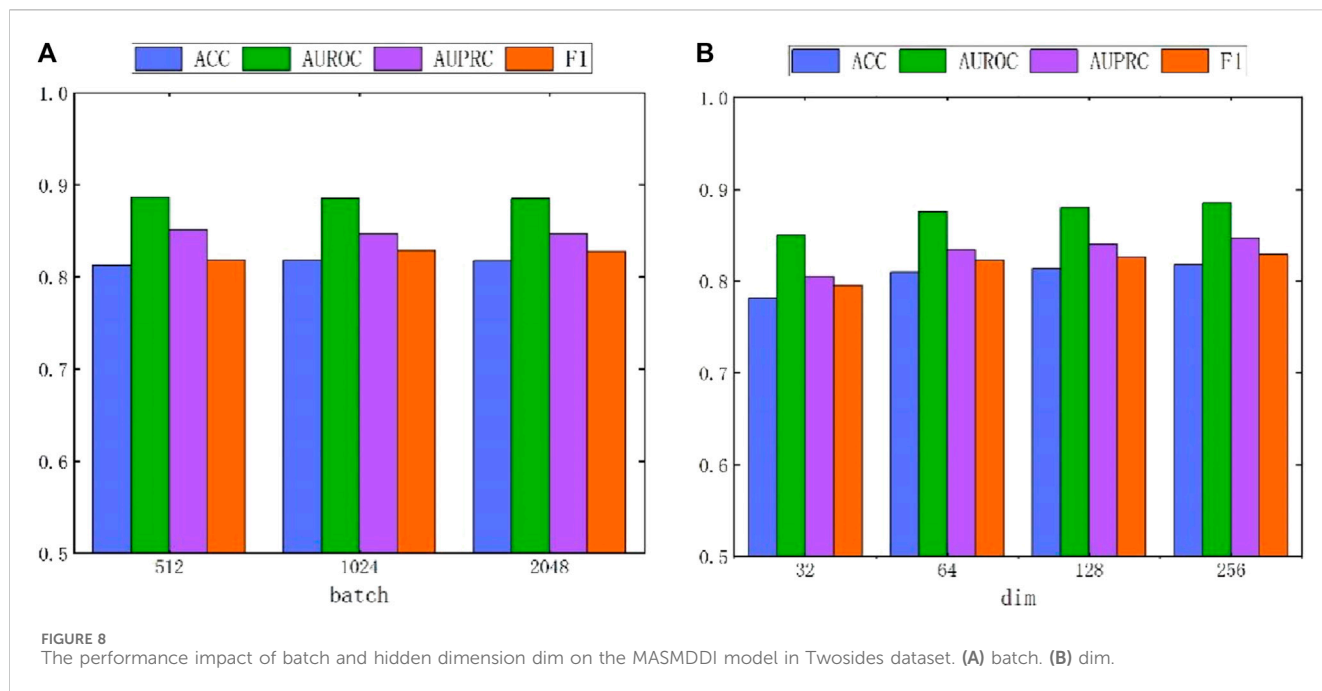 A
ACC AUROC AUPRC F1
1.0
0.9
0.8
0.7
0.6
0.5
512 1024 2048
batch
B
ACC AUROC AUPRC F1
1.0
0.9
0.8
0.7
0.6
0.5
32 64 128 256
dim
FIGURE 8
The performance impact of batch and hidden dimension dim on the MASMDDI model in Twosides dataset. (A) batch. (B) dim.